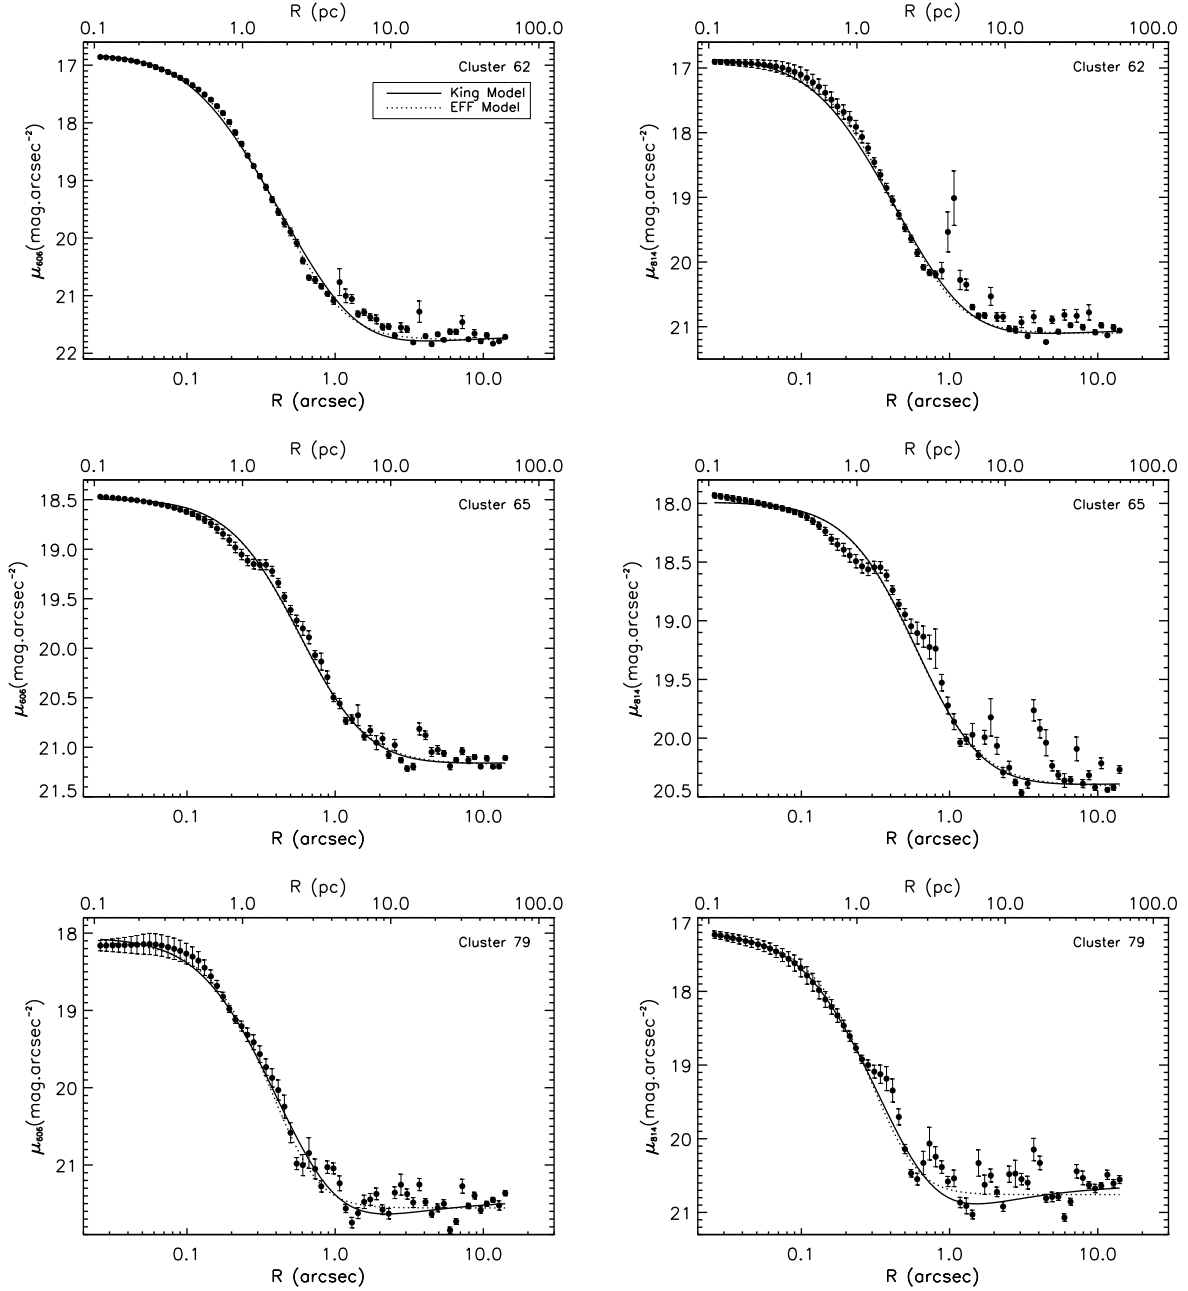 R (pc)
0.1 1.0 10.0 100.0
Cluster 62
King Model
EFF Model
μ₆₀₆(mag.arcsec⁻²)
17
18
19
20
21
22
0.1 1.0 10.0
R (arcsec)
R (pc)
0.1 1.0 10.0 100.0
Cluster 62
μ₈₁₄(mag.arcsec⁻²)
17
18
19
20
21
0.1 1.0 10.0
R (arcsec)
R (pc)
0.1 1.0 10.0 100.0
Cluster 65
μ₆₀₆(mag.arcsec⁻²)
18.5
19.0
19.5
20.0
20.5
21.0
21.5
0.1 1.0 10.0
R (arcsec)
R (pc)
0.1 1.0 10.0 100.0
Cluster 65
μ₈₁₄(mag.arcsec⁻²)
18.0
18.5
19.0
19.5
20.0
20.5
0.1 1.0 10.0
R (arcsec)
R (pc)
0.1 1.0 10.0 100.0
Cluster 79
μ₆₀₆(mag.arcsec⁻²)
18
19
20
21
0.1 1.0 10.0
R (arcsec)
R (pc)
0.1 1.0 10.0 100.0
Cluster 79
μ₈₁₄(mag.arcsec⁻²)
17
18
19
20
21
0.1 1.0 10.0
R (arcsec)